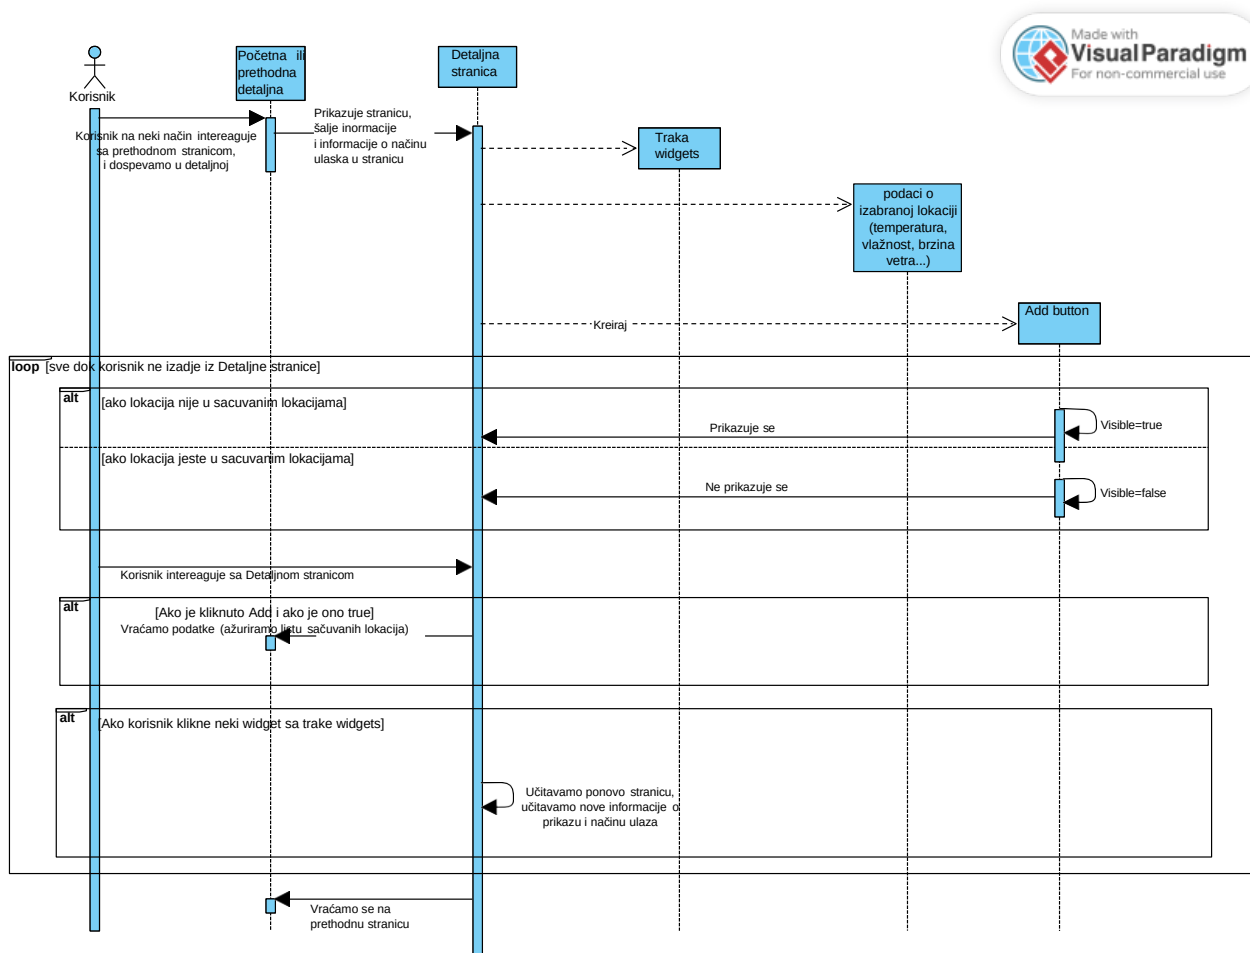 Made with
Visual Paradigm
For non-commercial use
Korisnik
Početna ili
prethodna
detaljna
Detaljna
stranica
Korisnik na neki način intereaguje
sa prethodnom stranicom,
i dospevamo u detaljnoj
Prikazuje stranicu,
šalje inormacije
i informacije o načinu
ulaska u stranicu
Traka
widgets
podaci o
izabranoj lokaciji
(temperatura,
vlažnost, brzina
vetra...)
Kreiraj
Add button
loop [sve dok korisnik ne izadje iz Detaljne stranice]
alt
[ako lokacija nije u sacuvanim lokacijama]
Prikazuje se
Visible=true
[ako lokacija jeste u sacuvanim lokacijama]
Ne prikazuje se
Visible=false
Korisnik intereaguje sa Detaljnom stranicom
alt
[Ako je kliknuto Add i ako je ono true]
Vraćamo podatke (ažuriramo listu sačuvanih lokacija)
alt
[Ako korisnik klikne neki widget sa trake widgets]
Učitavamo ponovo stranicu,
učitavamo nove informacije o
prikazu i načinu ulaza
Vraćamo se na
prethodnu stranicu